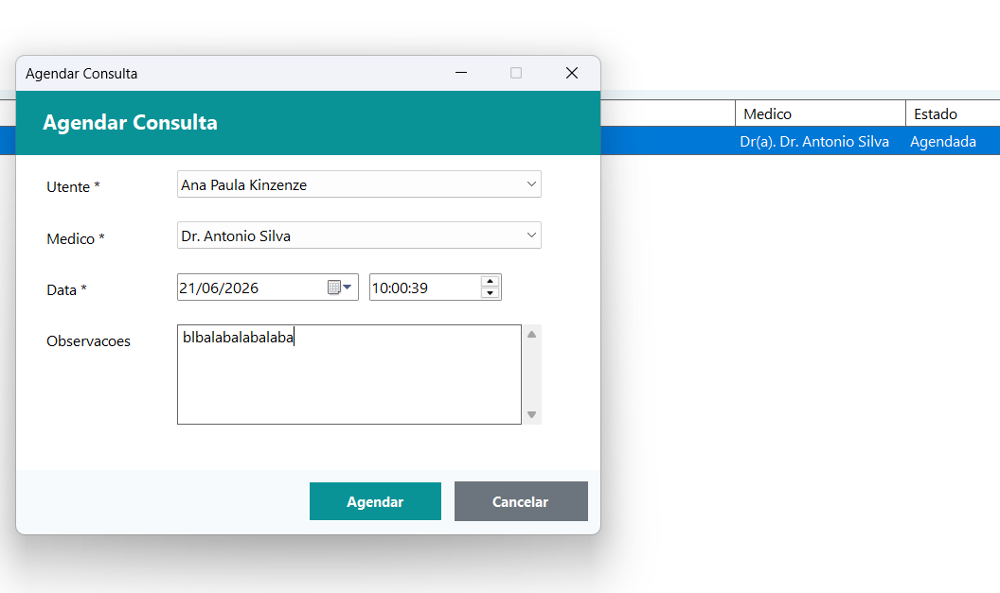 Agendar Consulta
Agendar Consulta
Medico Estado
Dr(a). Dr. Antonio Silva Agendada
Utente * Ana Paula Kinzenze
Medico * Dr. Antonio Silva
Data * 21/06/2026 10:00:39
Observacoes blbalabalabalaba
Agendar Cancelar